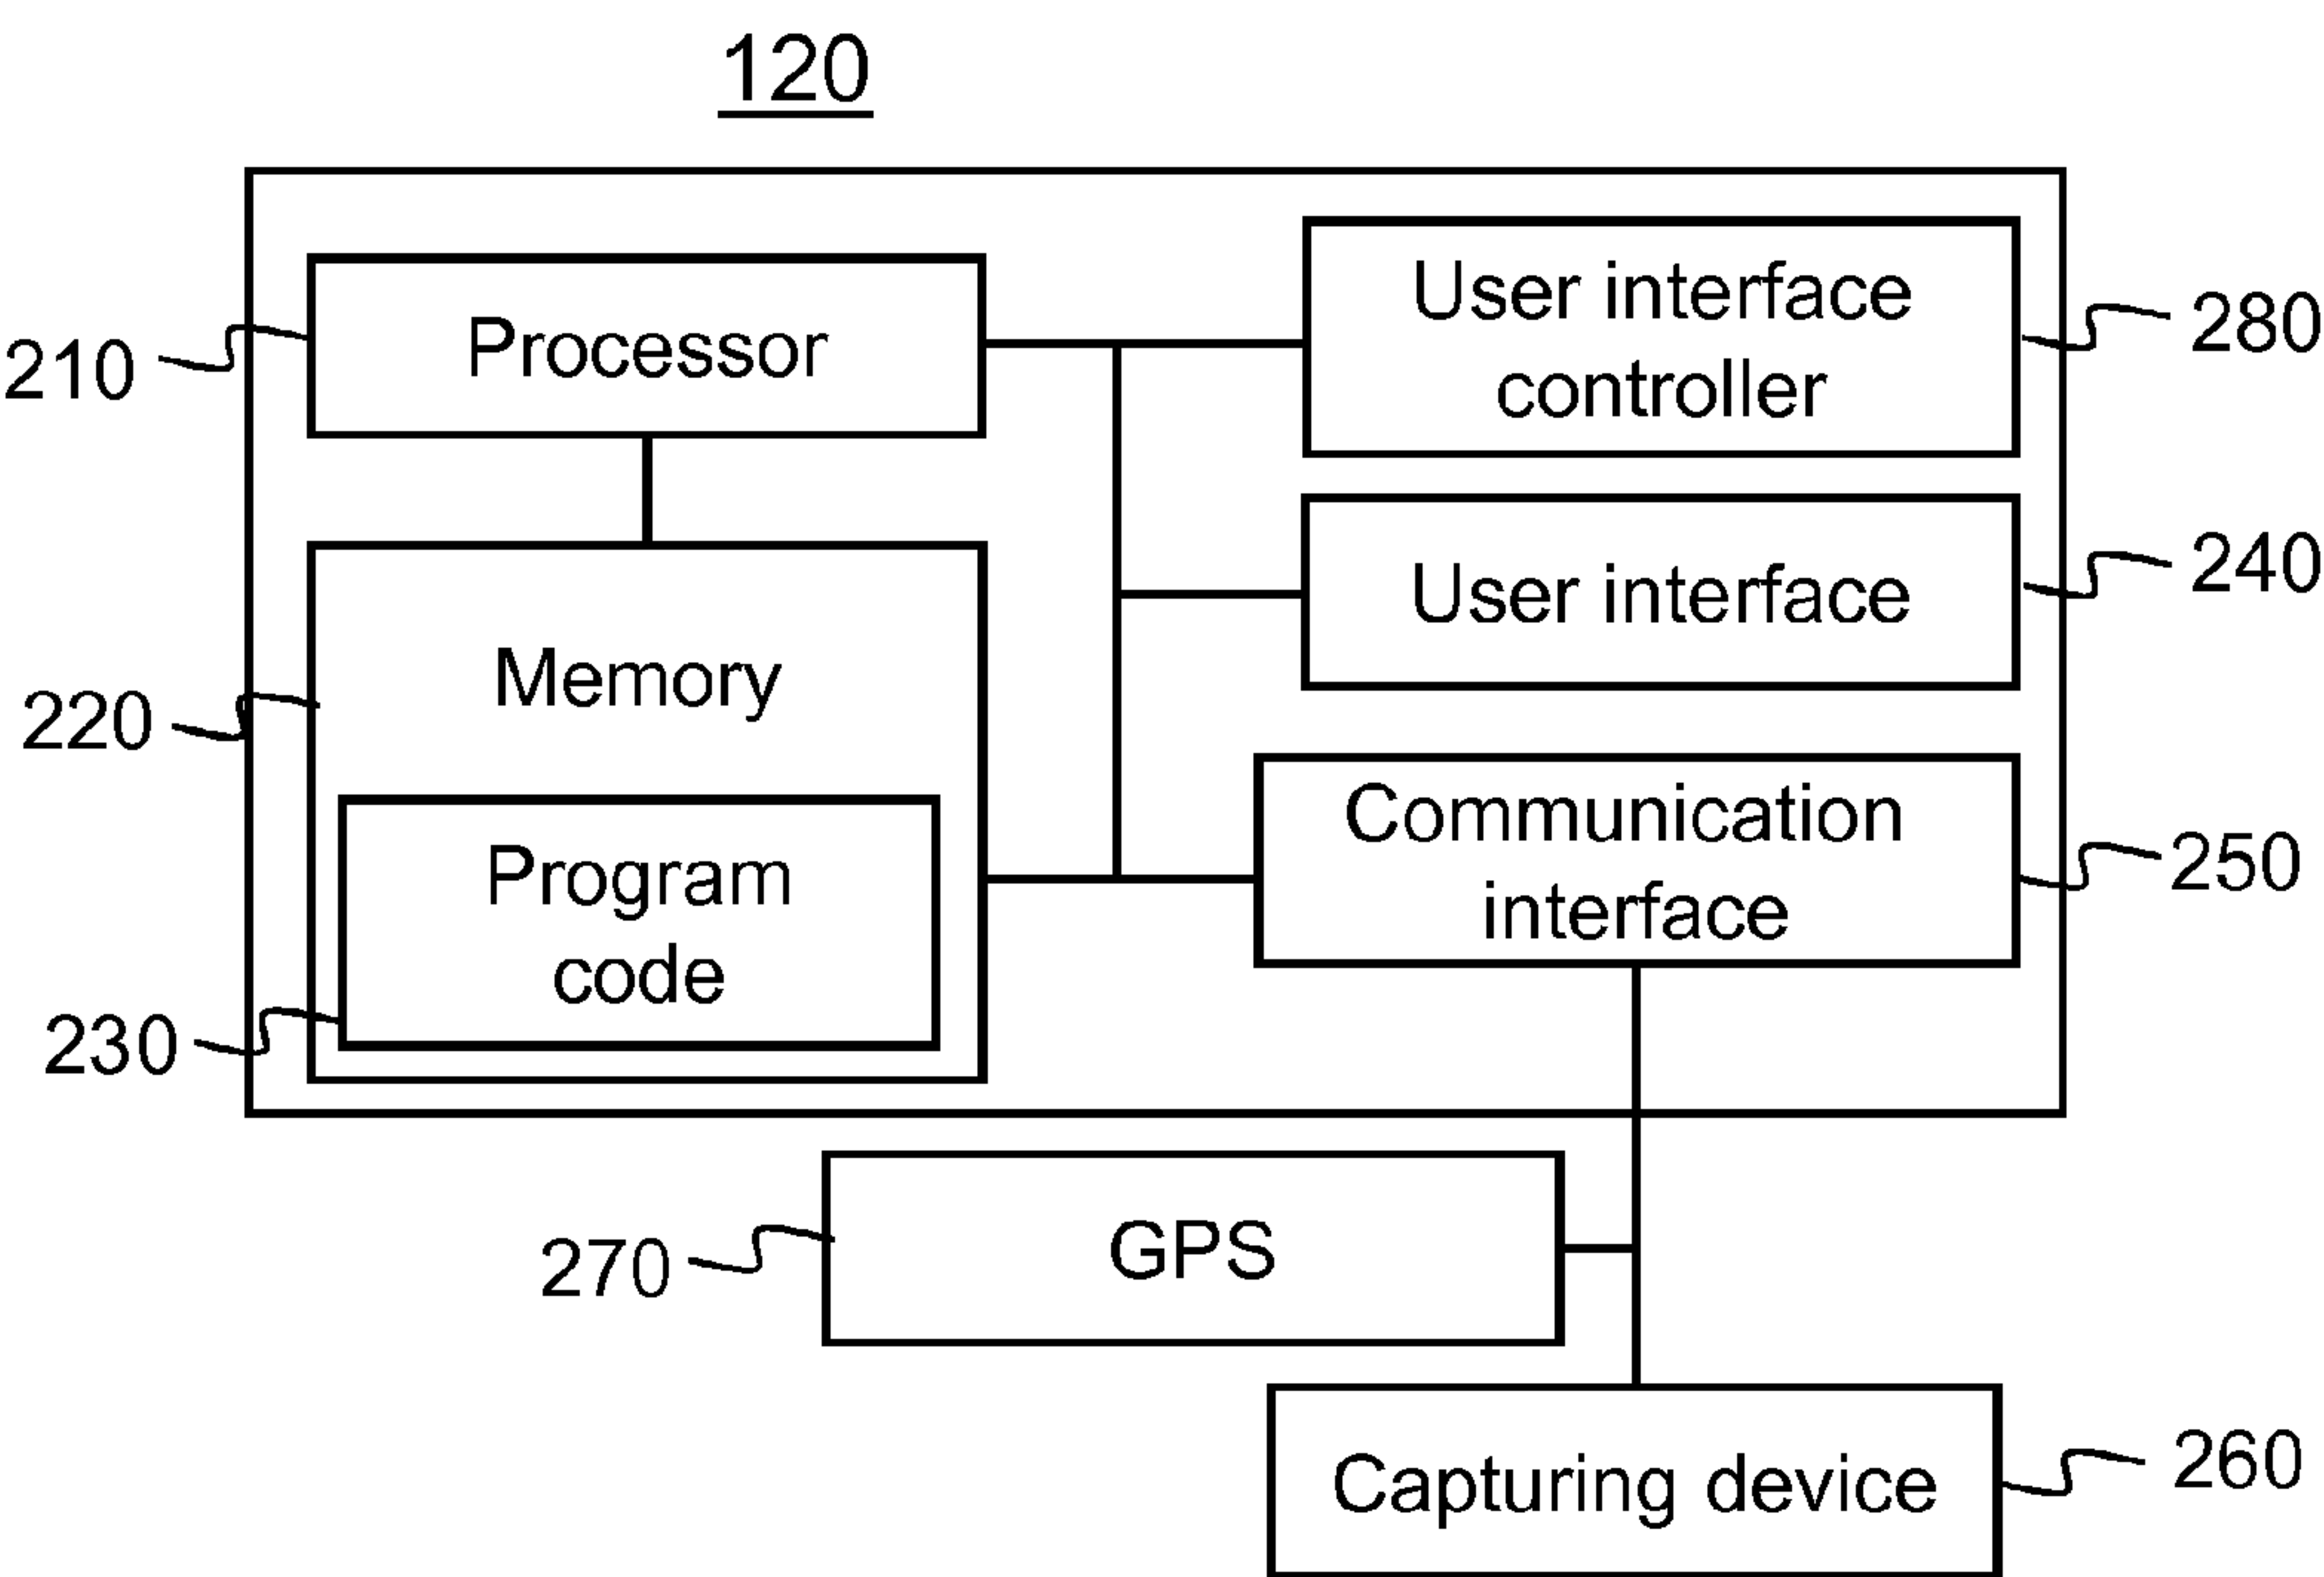 120
210
Processor
User interface
controller
280
220
Memory
User interface
240
230
Program
code
Communication
interface
250
270
GPS
Capturing device
260